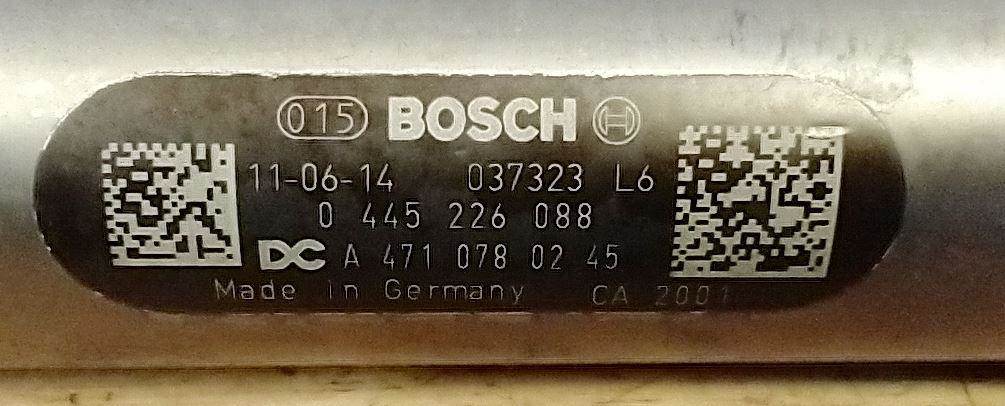 015 BOSCH
11-06-14 037323 L6
0 445 226 088
DC A 471 078 02 45
Made in Germany CA 2001